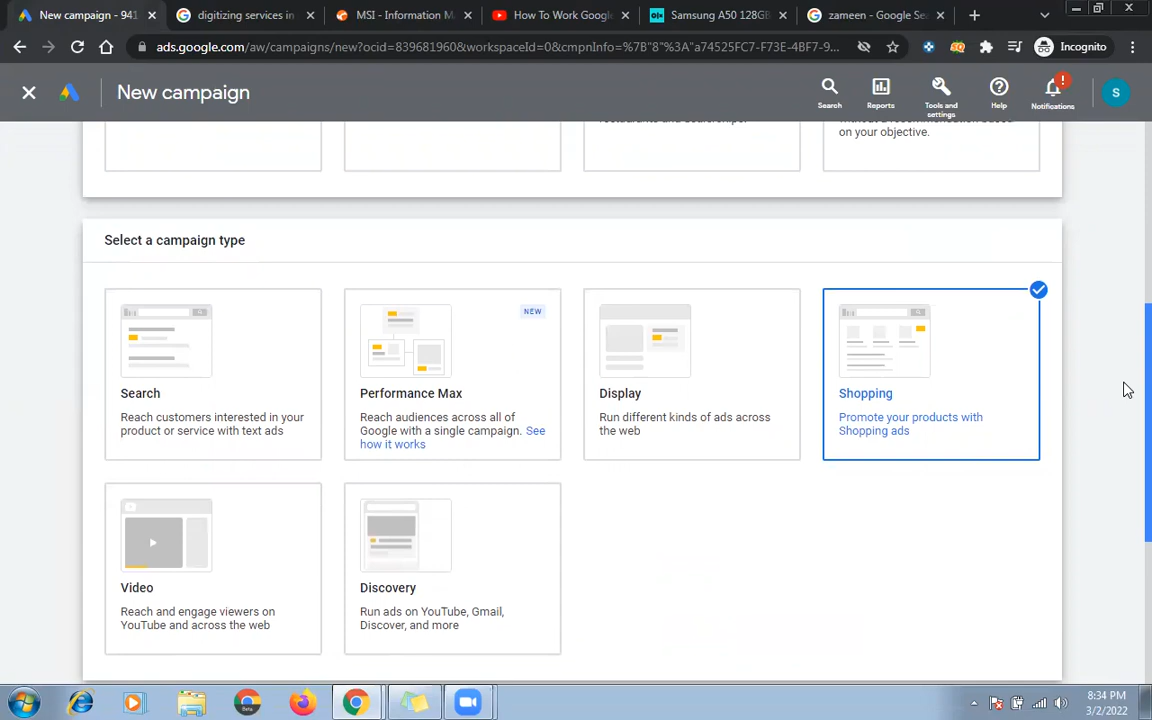 New campaign - 941
digitizing services in
MSI - Information M
How To Work Googl
Samsung A50 128GB
zameen - Google Se
ads.google.com/aw/campaigns/new?ocid=839681960&workspaceId=0&cmpnInfo=%7B"8"%3A"a74525FC7-F73E-4BF7-9...
Incognito
New campaign
Search
Reports
Tools and settings
Help
Notifications
S
on your objective.
Select a campaign type
Search
Reach customers interested in your
product or service with text ads
NEW
Performance Max
Reach audiences across all of
Google with a single campaign. See
how it works
Display
Run different kinds of ads across
the web
Shopping
Promote your products with
Shopping ads
Video
Reach and engage viewers on
YouTube and across the web
Discovery
Run ads on YouTube, Gmail,
Discover, and more
8:34 PM
3/2/2022